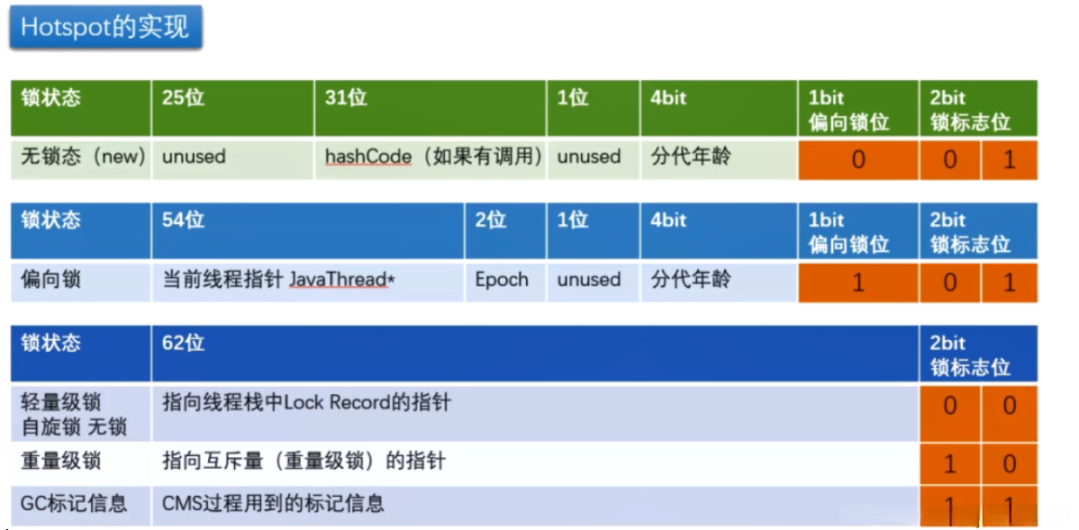 Hotspot的实现
锁状态 25位 31位 1位 4bit 1bit 偏向锁位 2bit 锁标志位
无锁态（new） unused hashCode（如果有调用） unused 分代年龄 0 0 1
锁状态 54位 2位 1位 4bit 1bit 偏向锁位 2bit 锁标志位
偏向锁 当前线程指针 JavaThread* Epoch unused 分代年龄 1 0 1
锁状态 62位 2bit 锁标志位
轻量级锁 自旋锁 无锁 指向线程栈中Lock Record的指针 0 0
重量级锁 指向互斥量（重量级锁）的指针 1 0
GC标记信息 CMS过程用到的标记信息 1 1